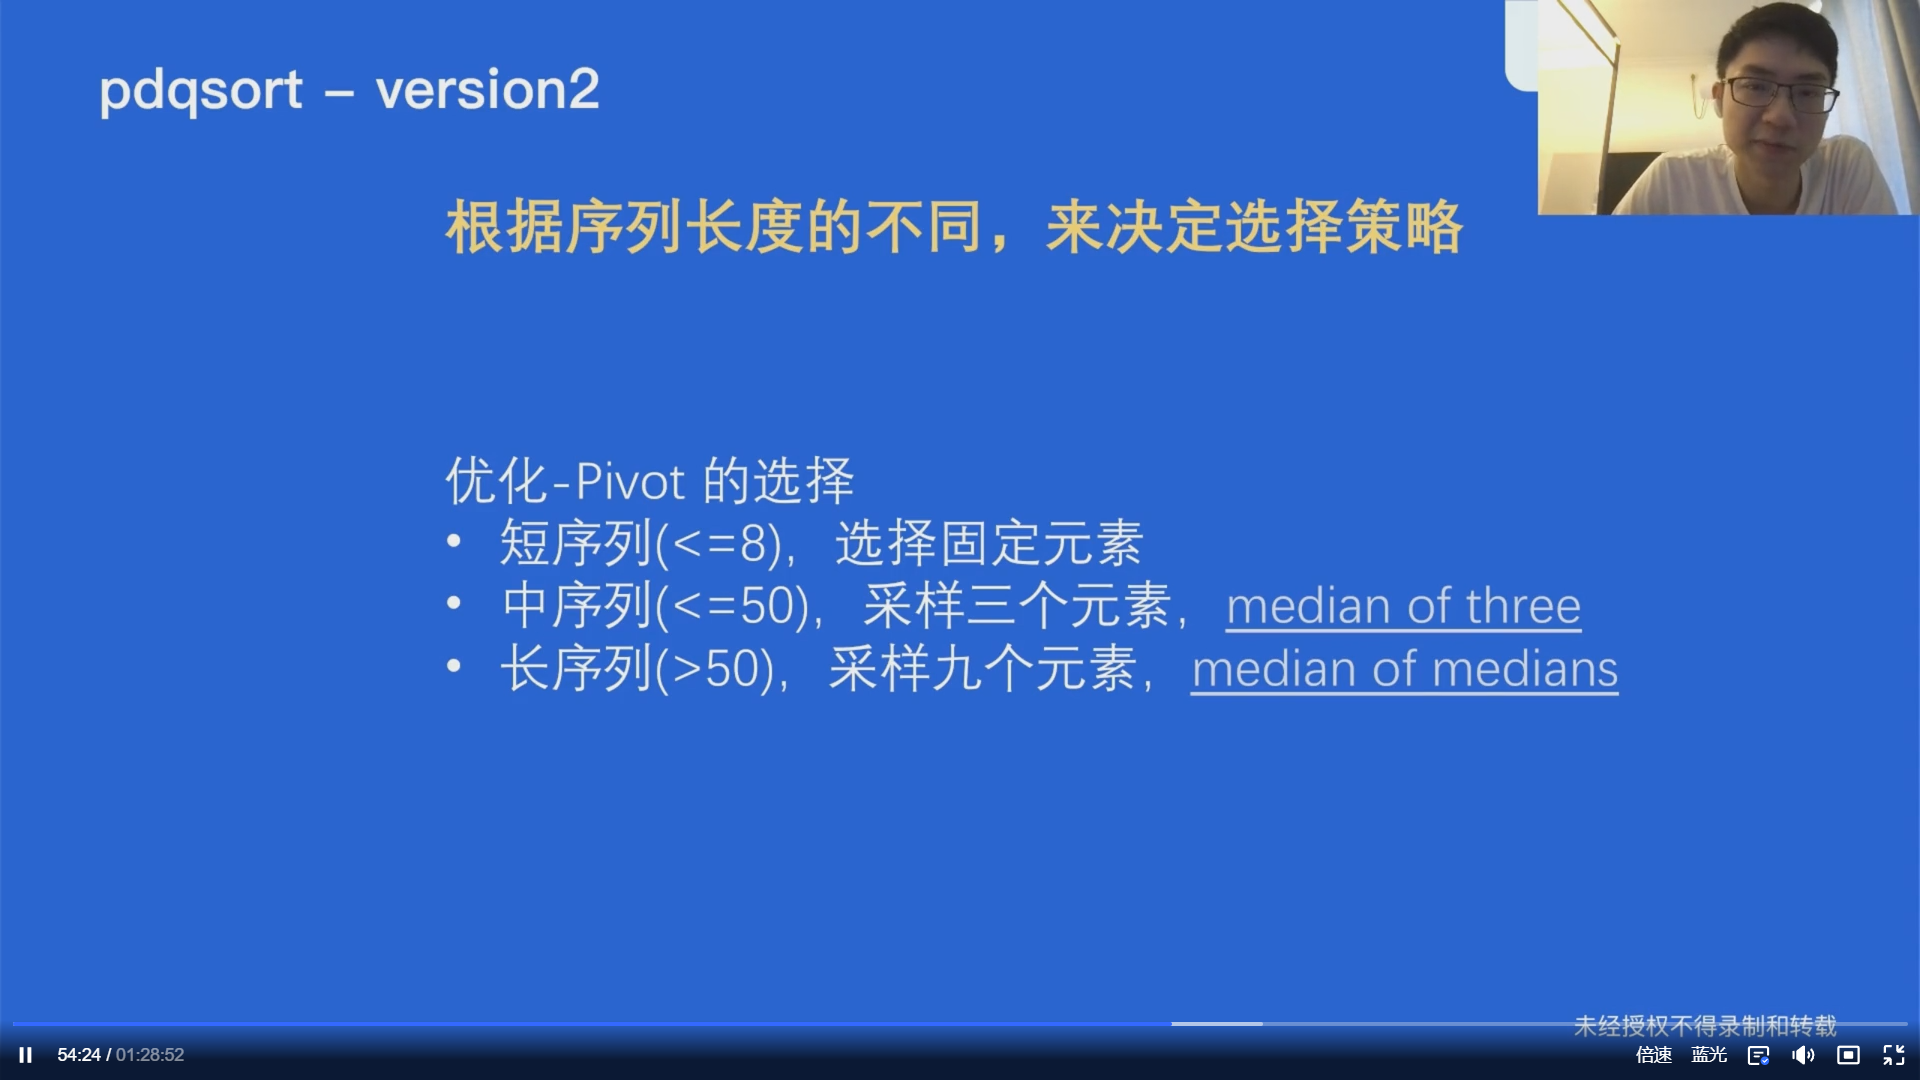 pdqsort – version2
根据序列长度的不同，来决定选择策略
优化-Pivot 的选择
• 短序列(<=8)，选择固定元素
• 中序列(<=50)，采样三个元素，median of three
• 长序列(>50)，采样九个元素，median of medians
未经授权不得录制和转载
54:24 / 01:28:52
倍速 蓝光